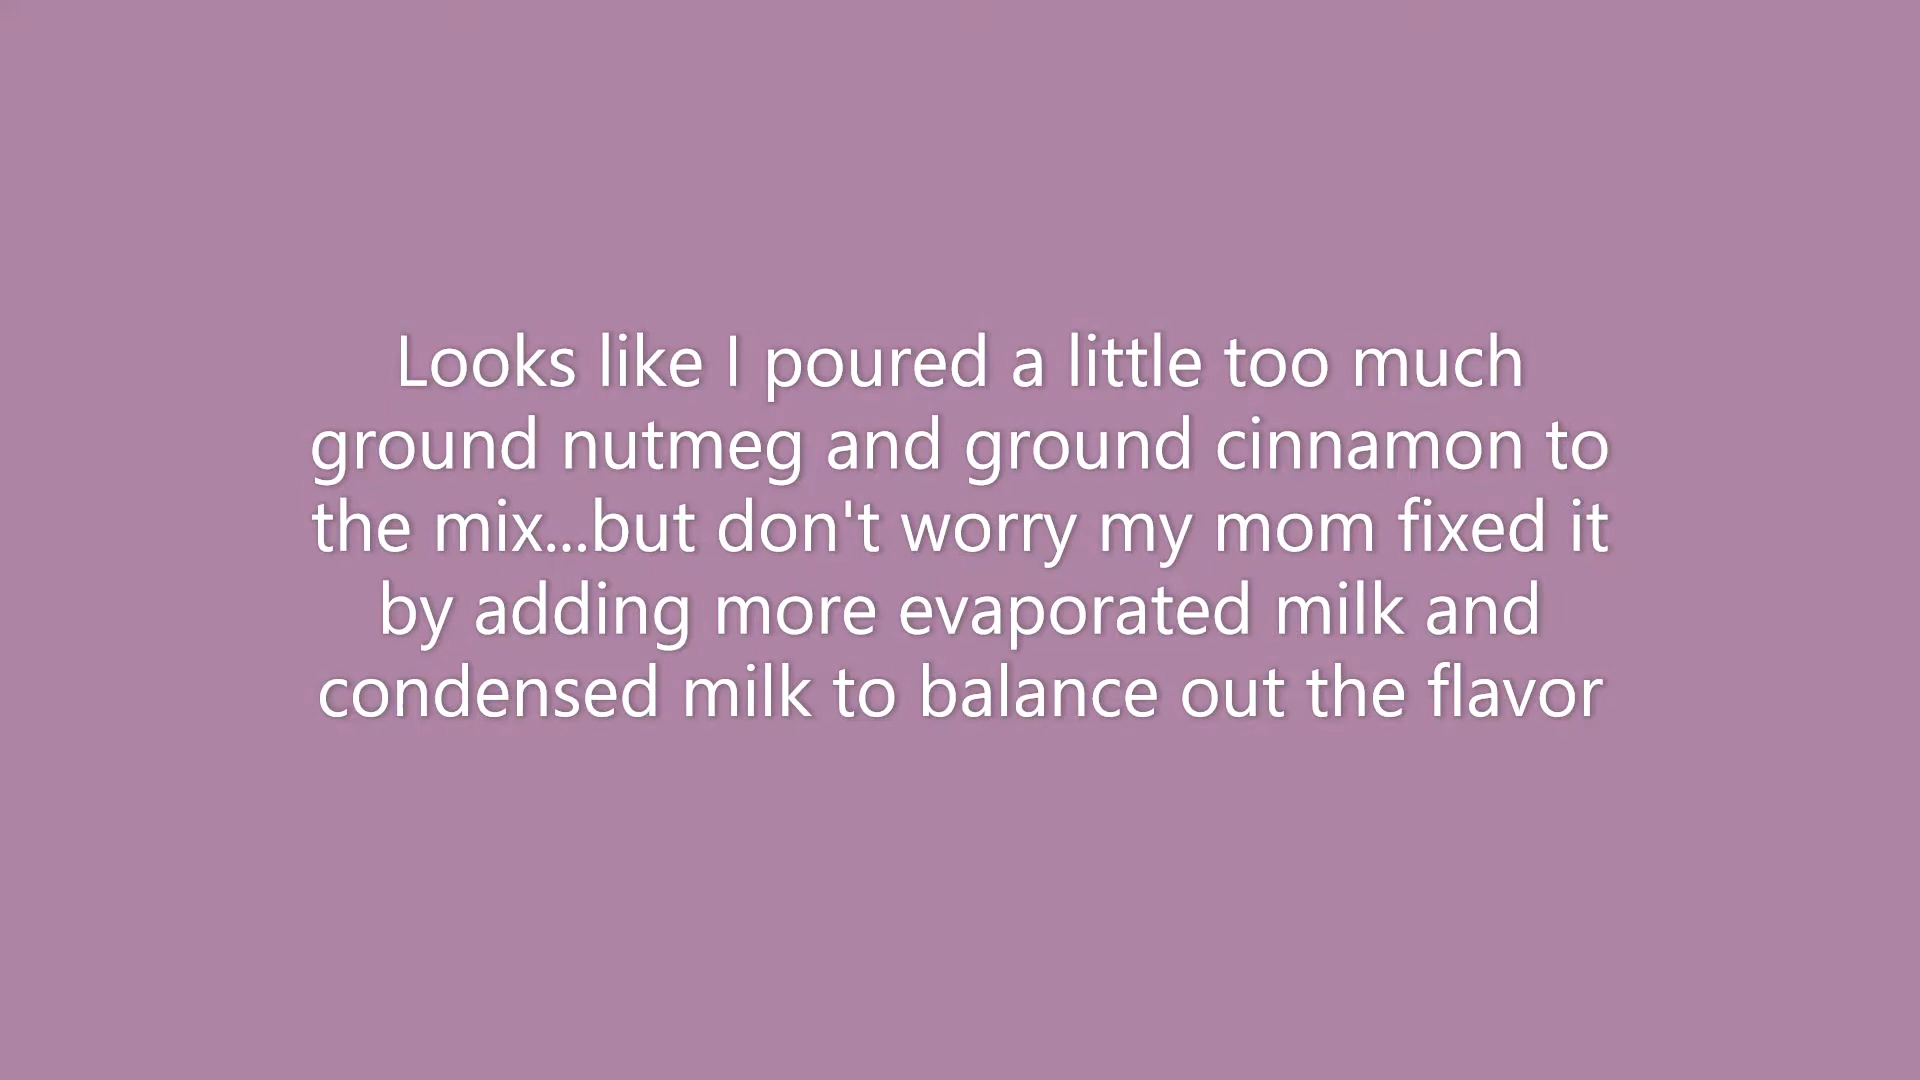 Looks like I poured a little too much
ground nutmeg and ground cinnamon to
the mix...but don't worry my mom fixed it
by adding more evaporated milk and
condensed milk to balance out the flavor